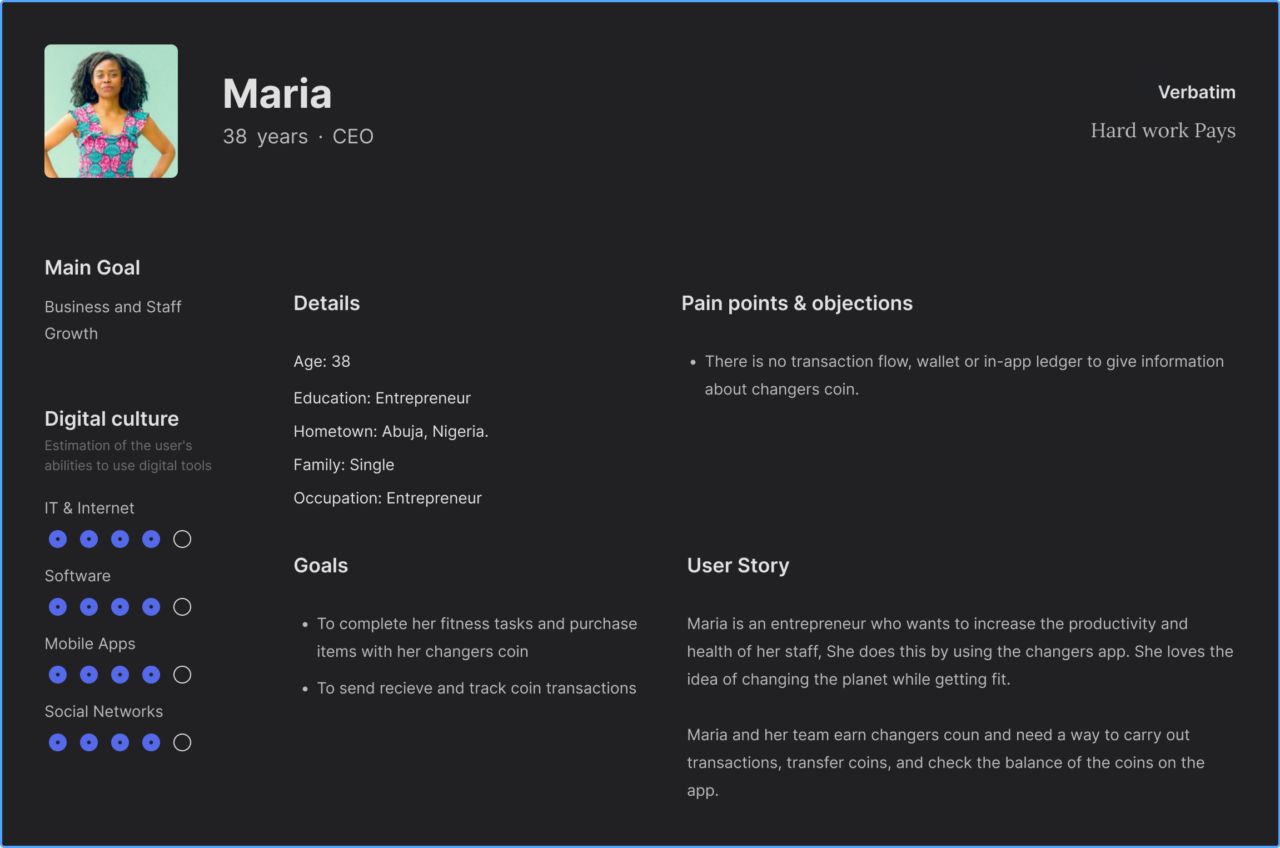 Maria
38 years · CEO
Verbatim
Hard work Pays
Main Goal
Business and Staff
Growth
Digital culture
Estimation of the user's
abilities to use digital tools
IT & Internet
Software
Mobile Apps
Social Networks
Details
Age: 38
Education: Entrepreneur
Hometown: Abuja, Nigeria.
Family: Single
Occupation: Entrepreneur
Pain points & objections
• There is no transaction flow, wallet or in-app ledger to give information
about changers coin.
Goals
• To complete her fitness tasks and purchase
items with her changers coin
• To send recieve and track coin transactions
User Story
Maria is an entrepreneur who wants to increase the productivity and
health of her staff, She does this by using the changers app. She loves the
idea of changing the planet while getting fit.
Maria and her team earn changers coun and need a way to carry out
transactions, transfer coins, and check the balance of the coins on the
app.